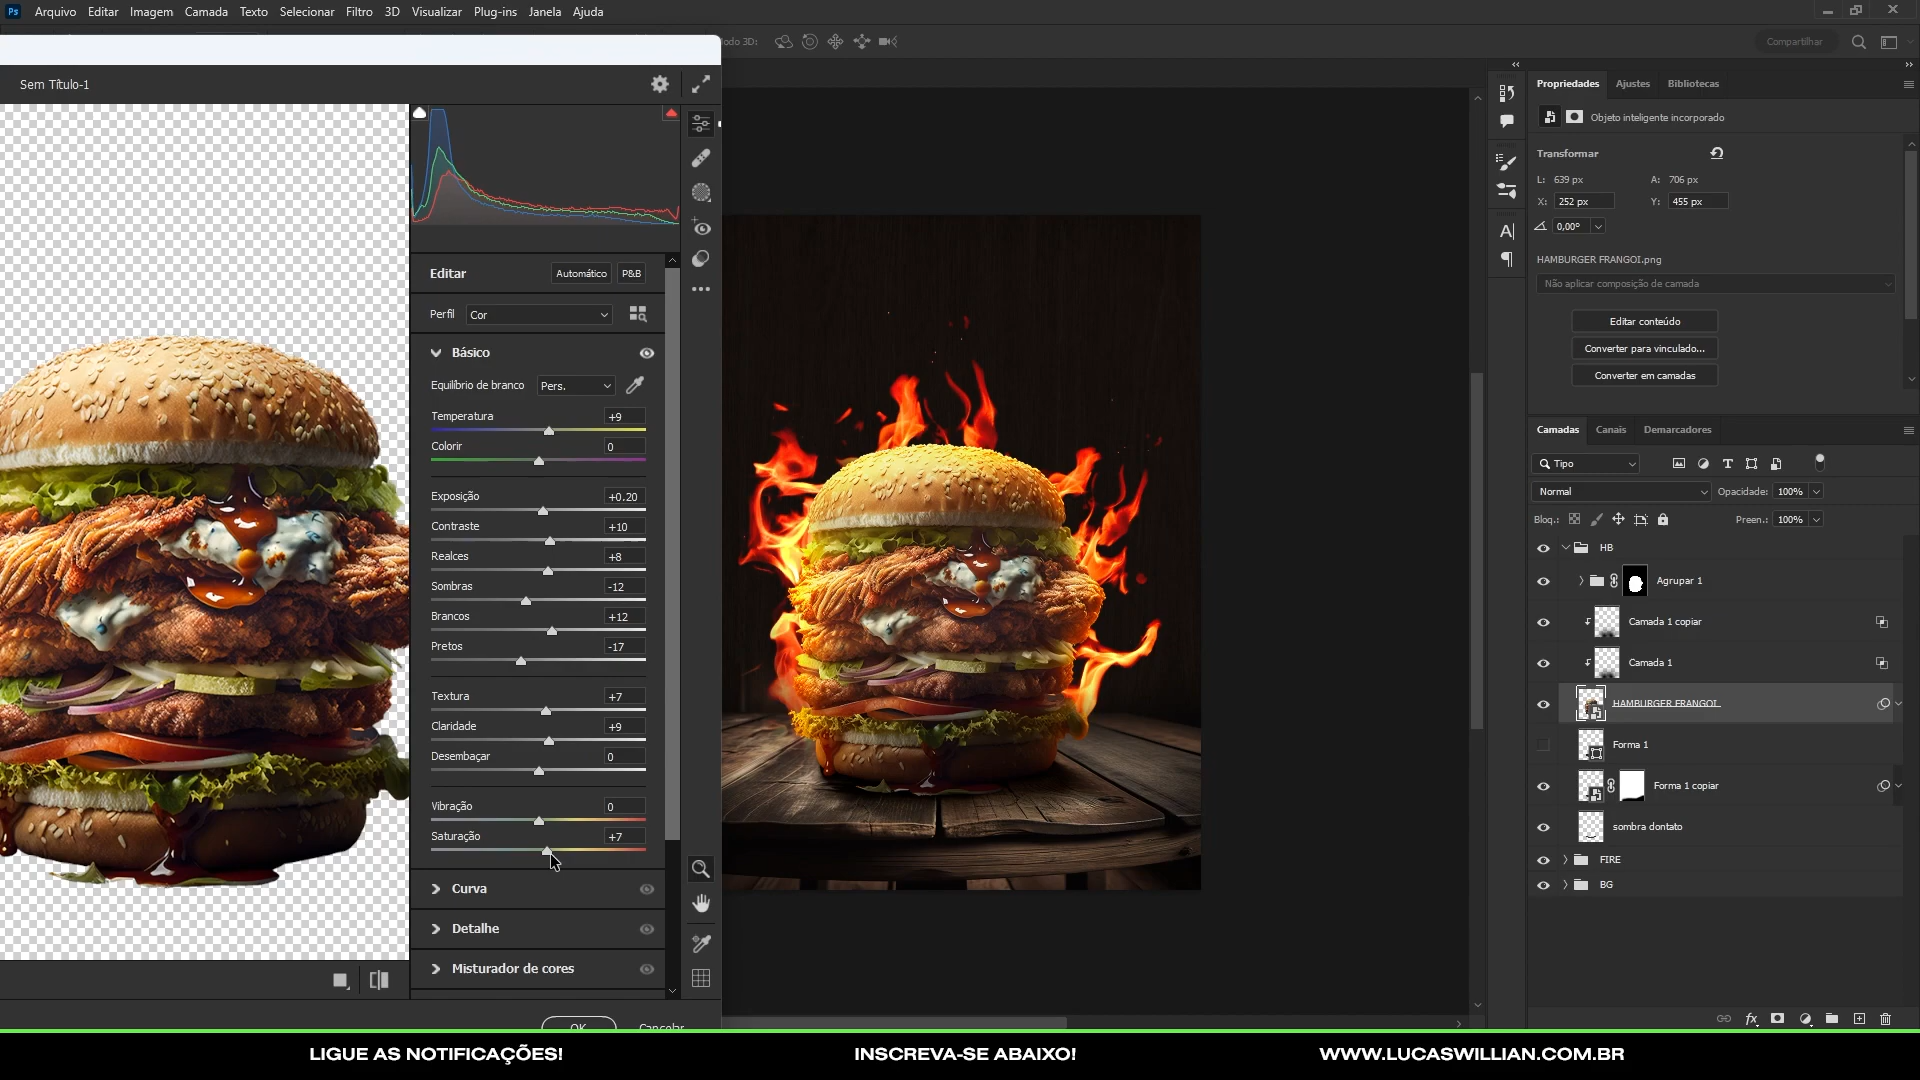 Ps Arquivo Editar Imagem Camada Texto Selecionar Filtro 3D Visualizar Plug-ins Janela Ajuda
Modo 3D:
Compartilhar
Sem Título-1
Editar
Automático
P&B
Perfil
Cor
Básico
Equilíbrio de branco
Pers.
Temperatura
+9
Colorir
0
Exposição
+0.20
Contraste
+10
Realces
+8
Sombras
-12
Brancos
+12
Pretos
-17
Textura
+7
Claridade
+9
Desembaçar
0
Vibração
0
Saturação
+7
Curva
Detalhe
Misturador de cores
OK
Cancelar
Propriedades Ajustes Bibliotecas
Objeto inteligente incorporado
Transformar
L: 639 px A: 706 px
X: 252 px Y: 455 px
0,00°
HAMBURGER FRANGOI.png
Não aplicar composição de camada
Editar conteúdo
Converter para vinculado...
Converter em camadas
Camadas Canais Demarcadores
Tipo
Normal Opacidade: 100%
Bloq.: Preen.: 100%
HB
Agrupar 1
Camada 1 copiar
Camada 1
HAMBURGER FRANGOI
Forma 1
Forma 1 copiar
sombra dontato
FIRE
BG
fx
LIGUE AS NOTIFICAÇÕES! INSCREVA-SE ABAIXO! WWW.LUCASWILLIAN.COM.BR